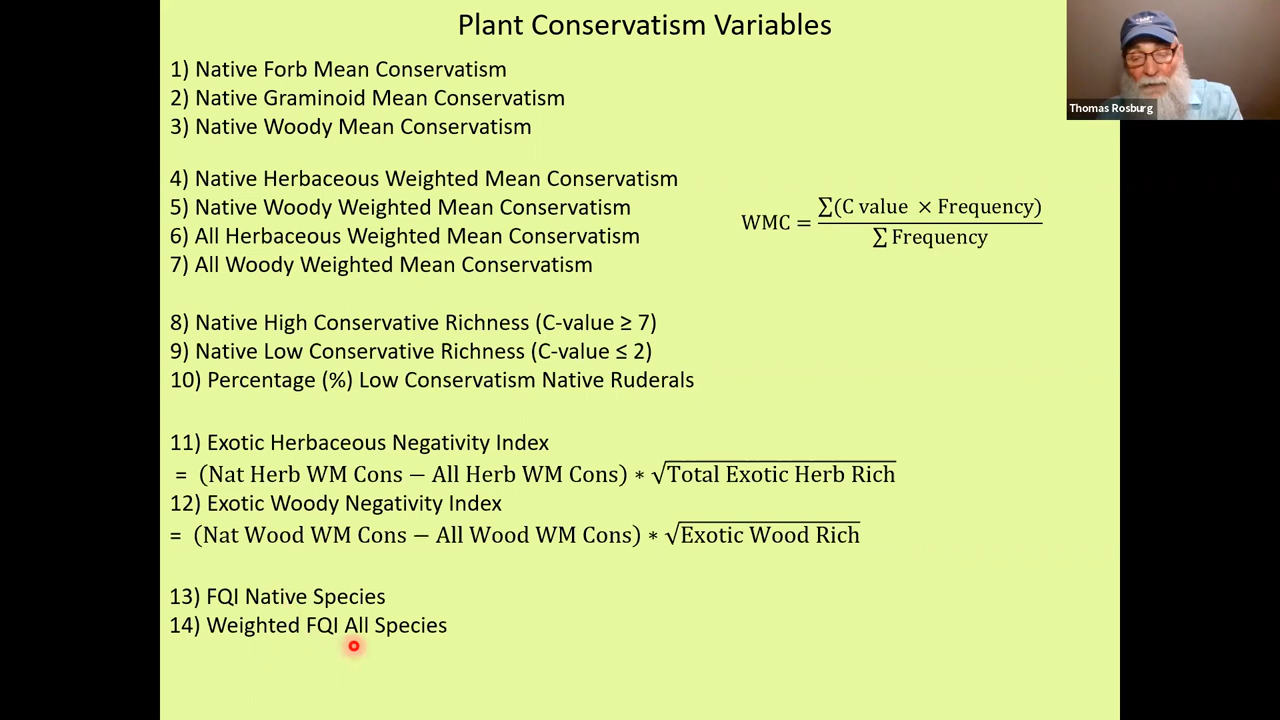 Plant Conservatism Variables
Thomas Rosburg
1) Native Forb Mean Conservatism
2) Native Graminoid Mean Conservatism
3) Native Woody Mean Conservatism
4) Native Herbaceous Weighted Mean Conservatism
5) Native Woody Weighted Mean Conservatism
6) All Herbaceous Weighted Mean Conservatism
7) All Woody Weighted Mean Conservatism
WMC = ∑(C value × Frequency) / ∑ Frequency
8) Native High Conservative Richness (C-value ≥ 7)
9) Native Low Conservative Richness (C-value ≤ 2)
10) Percentage (%) Low Conservatism Native Ruderals
11) Exotic Herbaceous Negativity Index
= (Nat Herb WM Cons − All Herb WM Cons) ∗ √Total Exotic Herb Rich
12) Exotic Woody Negativity Index
= (Nat Wood WM Cons − All Wood WM Cons) ∗ √Exotic Wood Rich
13) FQI Native Species
14) Weighted FQI All Species